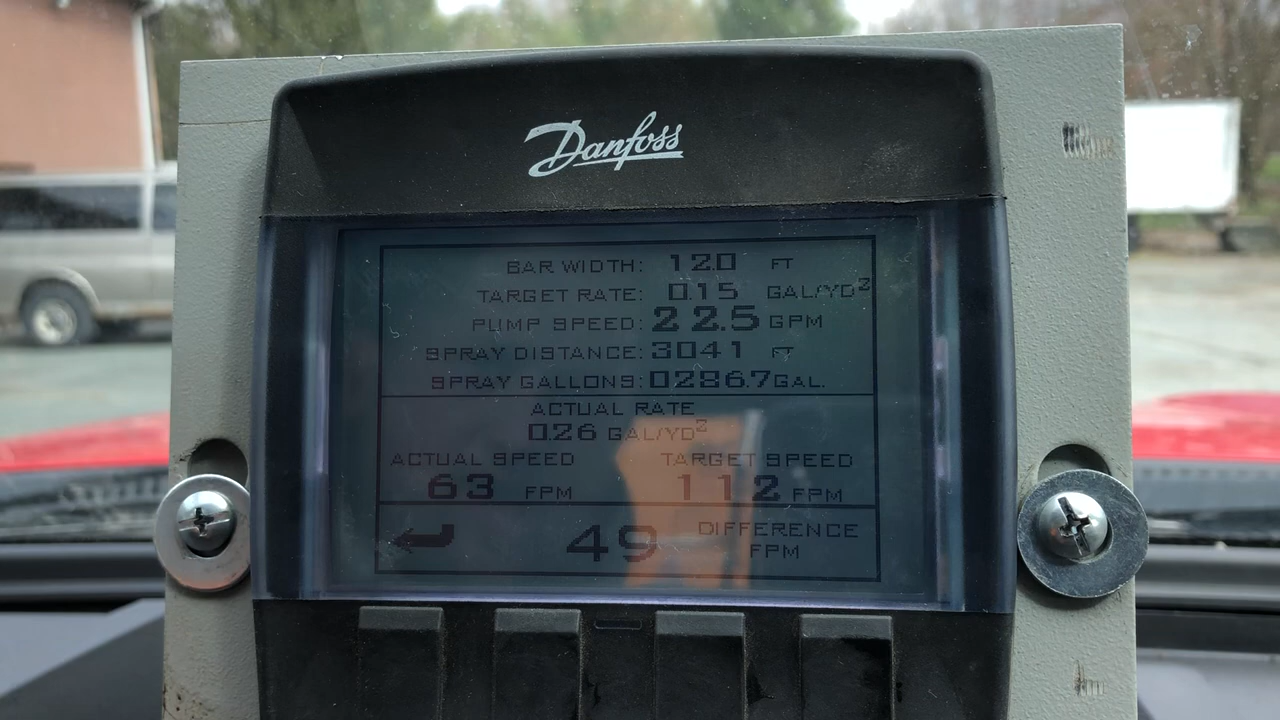 Danfoss
BAR WIDTH: 12.0 FT
TARGET RATE: 0.15 GAL/YD²
PUMP SPEED: 22.5 GPM
SPRAY DISTANCE: 3041 FT
SPRAY GALLONS: 0286.7 GAL.
ACTUAL RATE
0.26 GAL/YD²
ACTUAL SPEED TARGET SPEED
63 FPM 112 FPM
49 DIFFERENCE
FPM